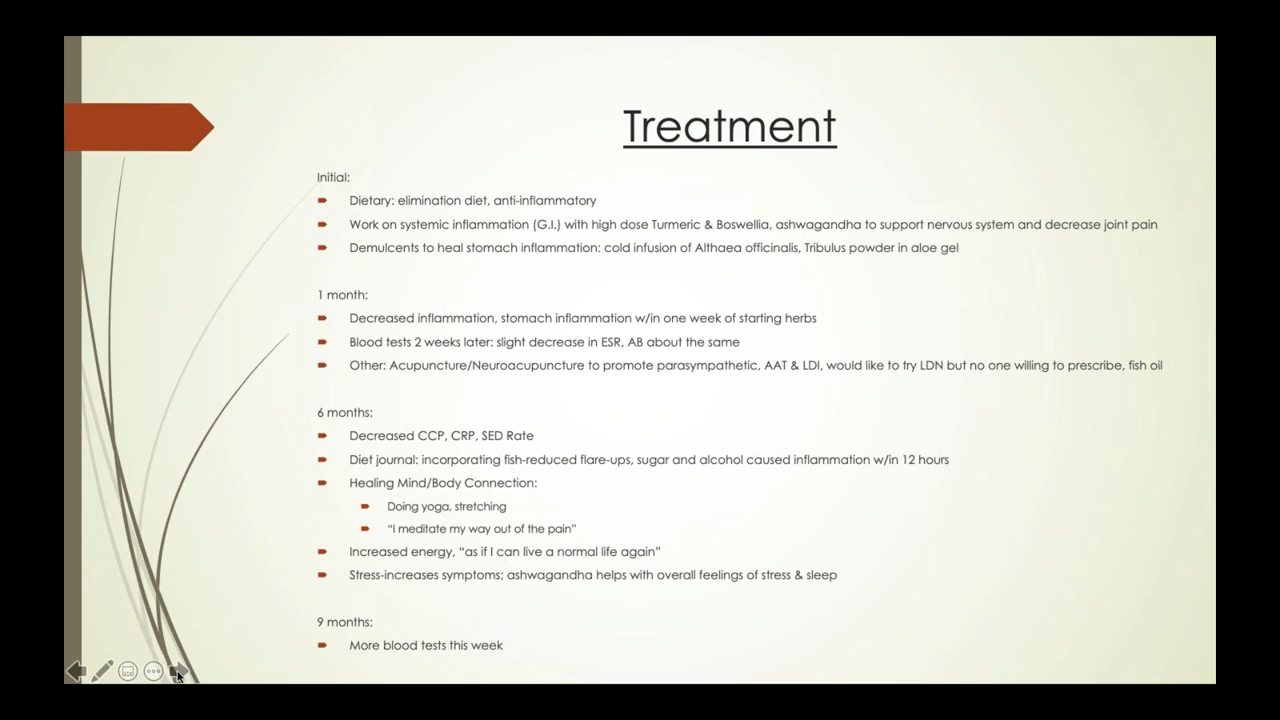 Treatment
Initial:
Dietary: elimination diet, anti-inflammatory
Work on systemic inflammation (G.I.) with high dose Turmeric & Boswellia, ashwagandha to support nervous system and decrease joint pain
Demulcents to heal stomach inflammation: cold infusion of Althaea officinalis, Tribulus powder in aloe gel
1 month:
Decreased inflammation, stomach inflammation w/in one week of starting herbs
Blood tests 2 weeks later: slight decrease in ESR, AB about the same
Other: Acupuncture/Neuroacupuncture to promote parasympathetic, AAT & LDI, would like to try LDN but no one willing to prescribe, fish oil
6 months:
Decreased CCP, CRP, SED Rate
Diet journal: incorporating fish-reduced flare-ups, sugar and alcohol caused inflammation w/in 12 hours
Healing Mind/Body Connection:
Doing yoga, stretching
“I meditate my way out of the pain”
Increased energy, “as if I can live a normal life again”
Stress-increases symptoms; ashwagandha helps with overall feelings of stress & sleep
9 months:
More blood tests this week